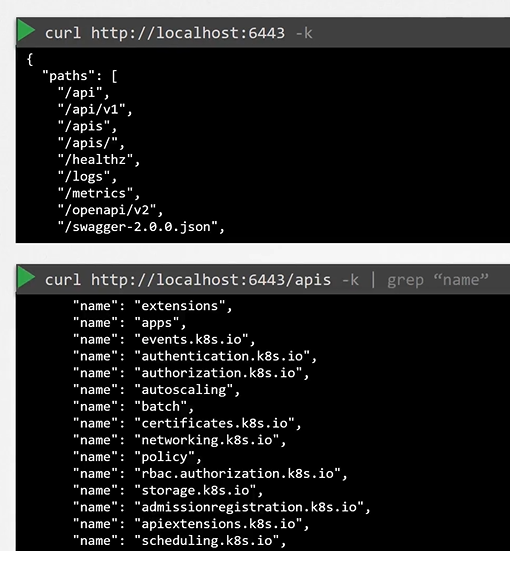 curl http://localhost:6443 -k
{
"paths": [
"/api",
"/api/v1",
"/apis",
"/apis/",
"/healthz",
"/logs",
"/metrics",
"/openapi/v2",
"/swagger-2.0.0.json",
curl http://localhost:6443/apis -k | grep “name”
"name": "extensions",
"name": "apps",
"name": "events.k8s.io",
"name": "authentication.k8s.io",
"name": "authorization.k8s.io",
"name": "autoscaling",
"name": "batch",
"name": "certificates.k8s.io",
"name": "networking.k8s.io",
"name": "policy",
"name": "rbac.authorization.k8s.io",
"name": "storage.k8s.io",
"name": "admissionregistration.k8s.io",
"name": "apiextensions.k8s.io",
"name": "scheduling.k8s.io",